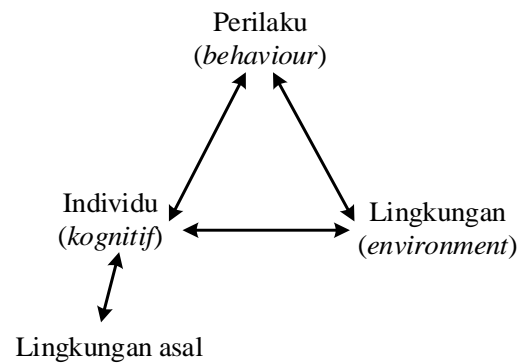 Perilaku
(behaviour)
Individu
(kognitif)
Lingkungan
(environment)
Lingkungan asal